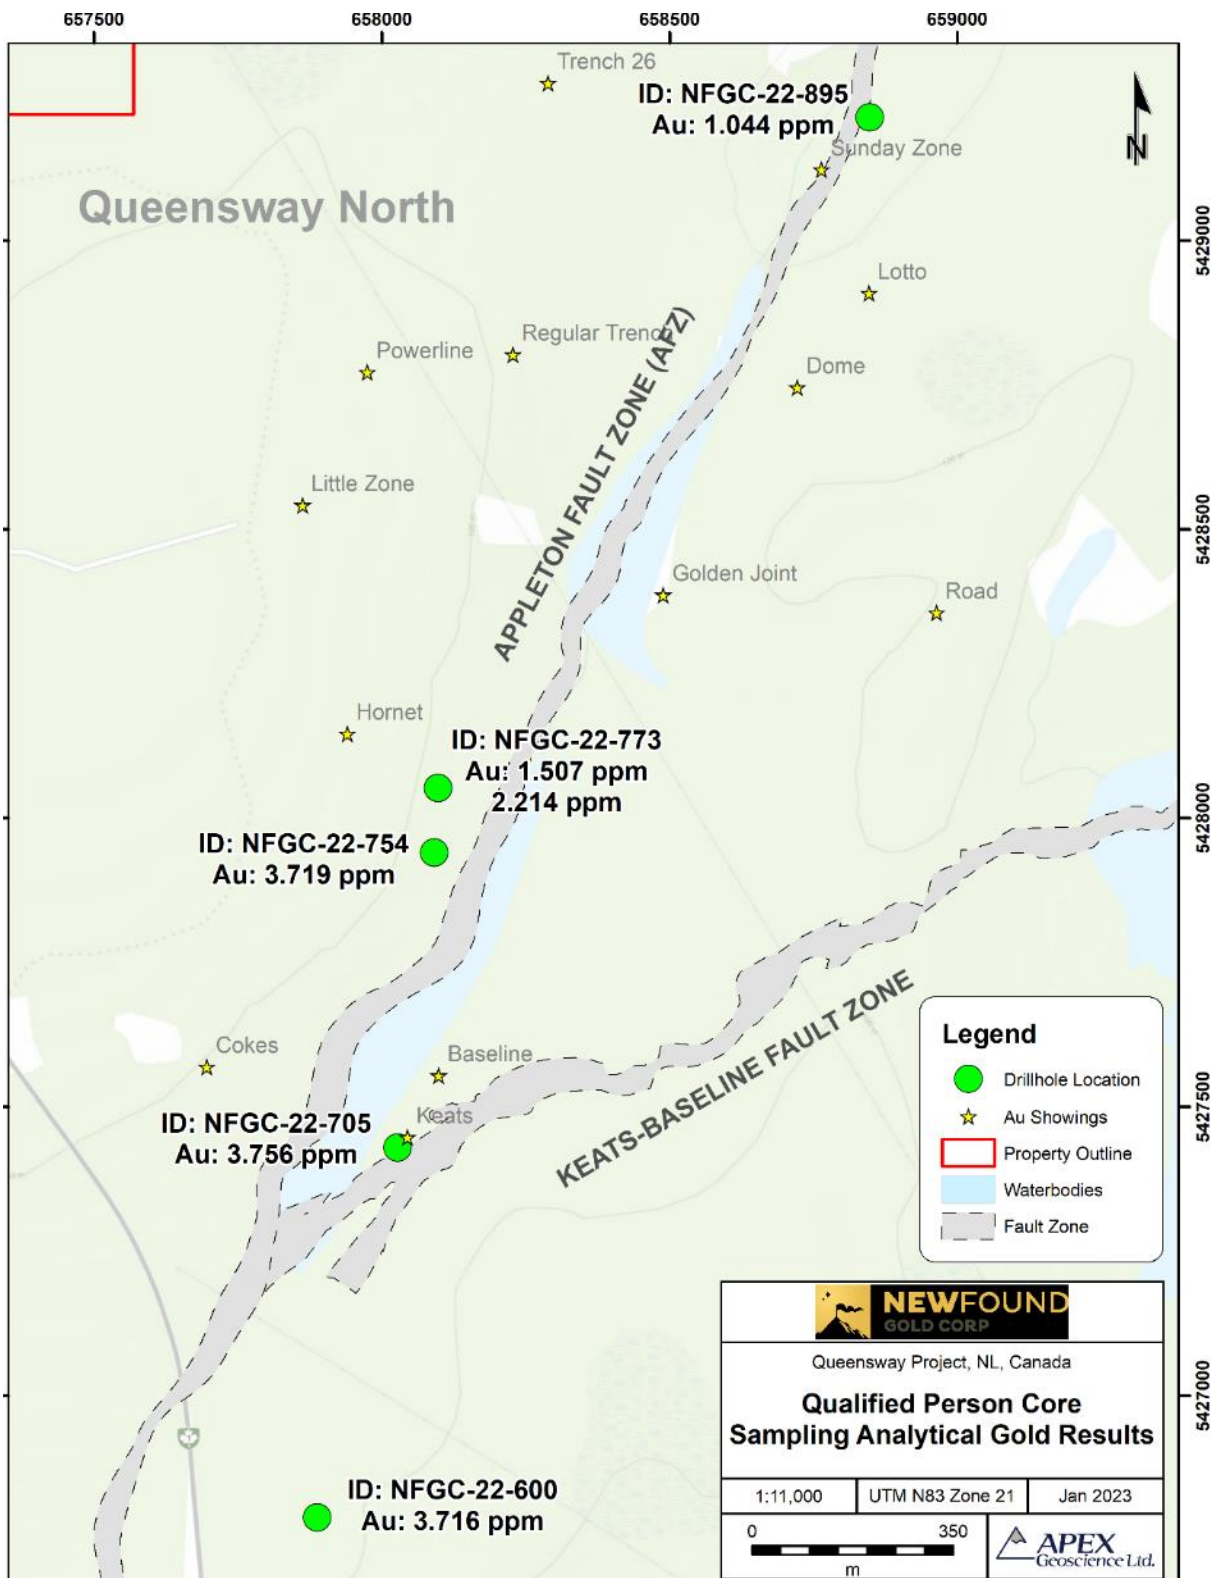 657500
658000
658500
659000
Trench 26
ID: NFGC-22-895
Au: 1.044 ppm
N
Sunday Zone
Queensway North
5429000
Lotto
Regular Trench
Powerline
Dome
APPLETON FAULT ZONE (AFZ)
Little Zone
5428500
Golden Joint
Road
Hornet
ID: NFGC-22-773
Au: 1.507 ppm
2.214 ppm
5428000
ID: NFGC-22-754
Au: 3.719 ppm
KEATS-BASELINE FAULT ZONE
Cokes
Baseline
Keats
ID: NFGC-22-705
Au: 3.756 ppm
5427500
Legend
Drillhole Location
Au Showings
Property Outline
Waterbodies
Fault Zone
NEWFOUND
GOLD CORP
Queensway Project, NL, Canada
Qualified Person Core
Sampling Analytical Gold Results
5427000
1:11,000
UTM N83 Zone 21
Jan 2023
0
350
m
APEX
Geoscience Ltd.
ID: NFGC-22-600
Au: 3.716 ppm